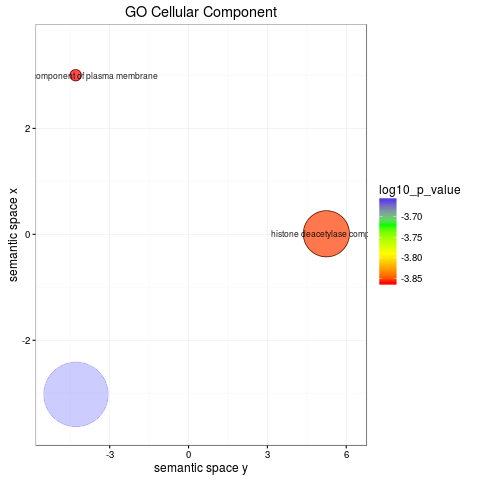 GO Cellular Component
omponent of plasma membrane
histone deacetylase comp
semantic space x
2
0
-2
-3
0
3
6
semantic space y
log10_p_value
-3.70
-3.75
-3.80
-3.85